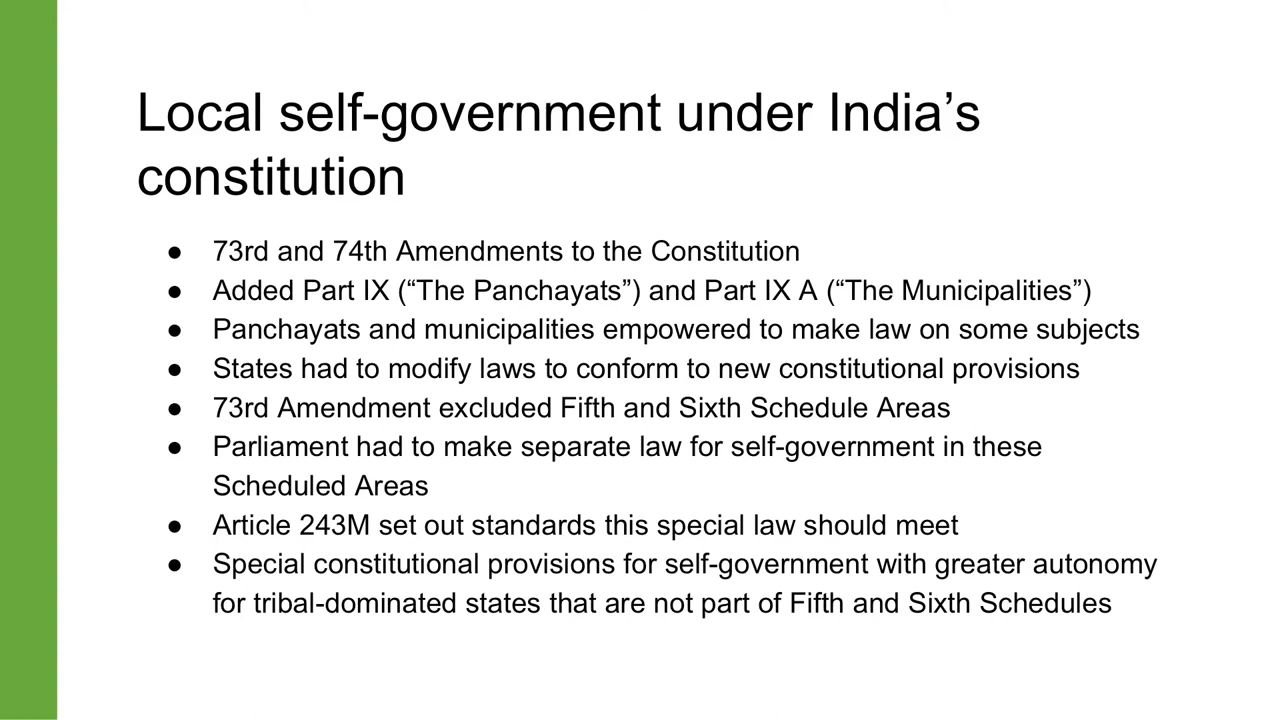 Local self-government under India’s
constitution
● 73rd and 74th Amendments to the Constitution
● Added Part IX (“The Panchayats”) and Part IX A (“The Municipalities”)
● Panchayats and municipalities empowered to make law on some subjects
● States had to modify laws to conform to new constitutional provisions
● 73rd Amendment excluded Fifth and Sixth Schedule Areas
● Parliament had to make separate law for self-government in these
Scheduled Areas
● Article 243M set out standards this special law should meet
● Special constitutional provisions for self-government with greater autonomy
for tribal-dominated states that are not part of Fifth and Sixth Schedules